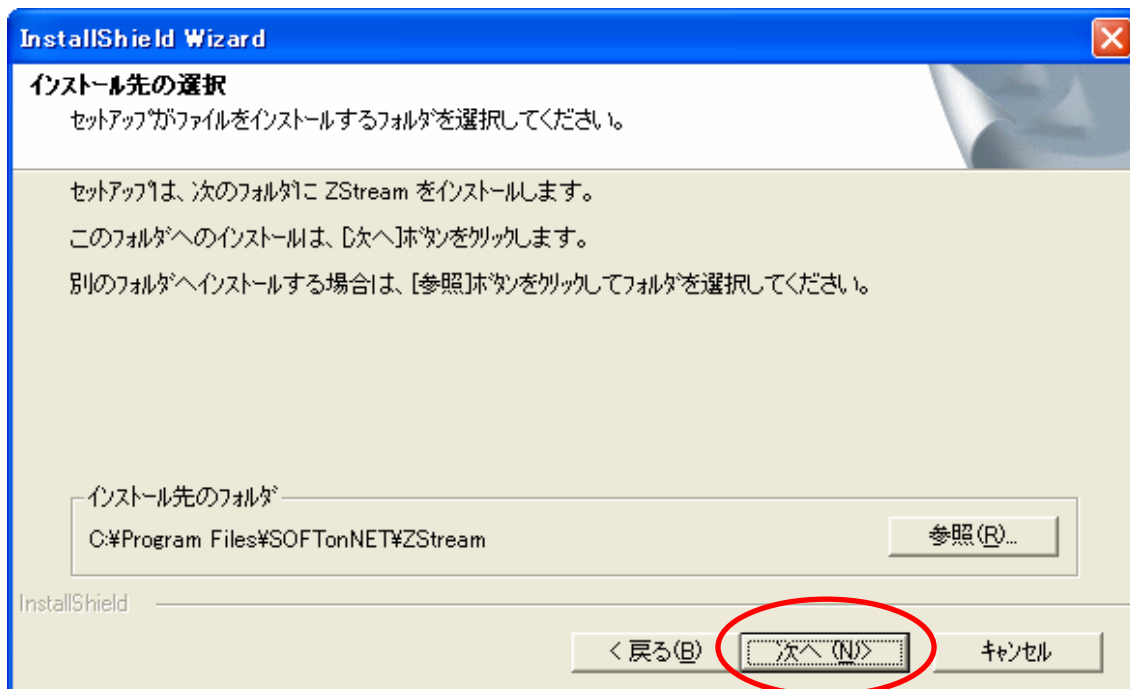 InstallShield Wizard
インストール先の選択
セットアップがファイルをインストールするフォルダを選択してください。
セットアップは、次のフォルダに ZStream をインストールします。
このフォルダへのインストールは、[次へ]ボタンをクリックします。
別のフォルダへインストールする場合は、[参照]ボタンをクリックしてフォルダを選択してください。
インストール先のフォルダ
C:¥Program Files¥SOFTonNET¥ZStream
参照(R)...
InstallShield
< 戻る(B) 次へ (N)> キャンセル